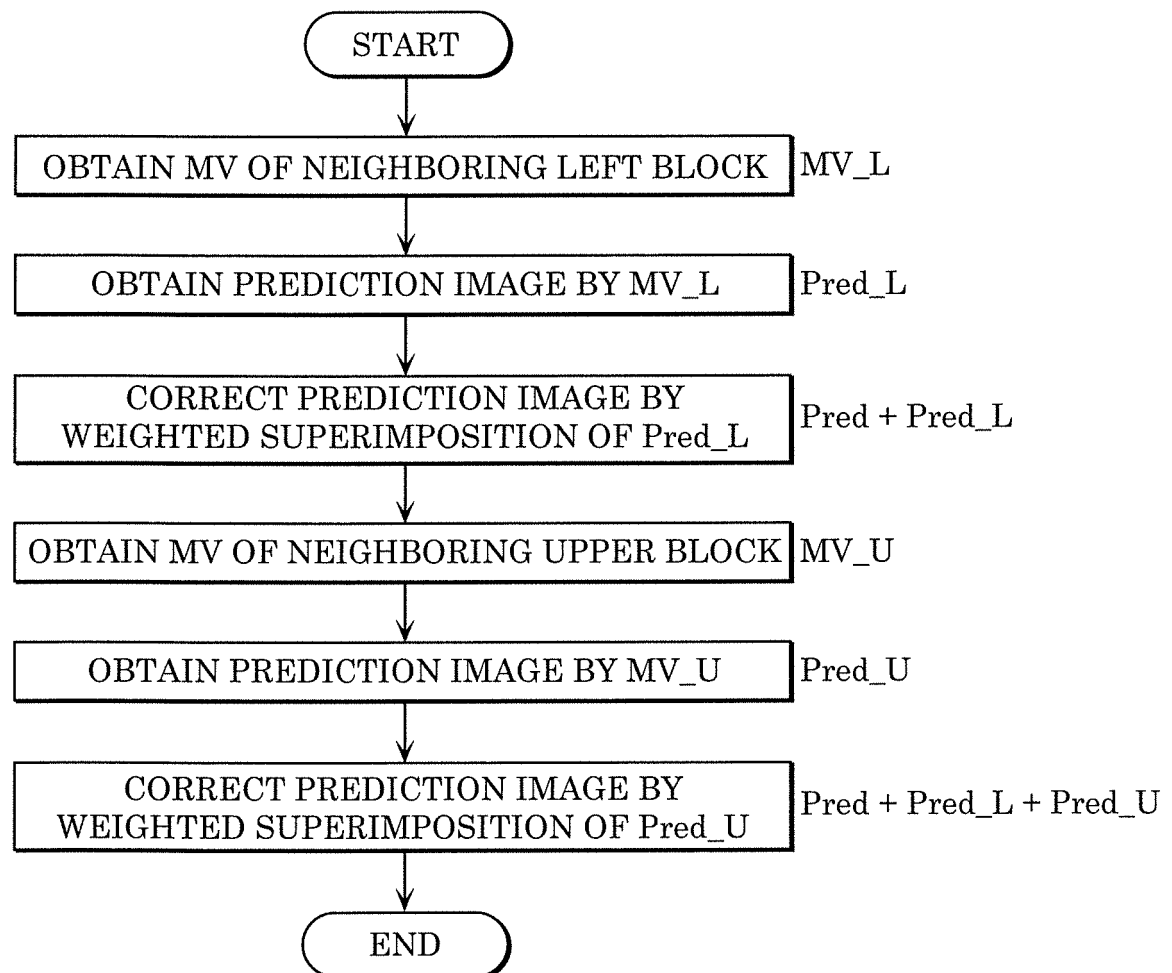 START
OBTAIN MV OF NEIGHBORING LEFT BLOCK MV_L
OBTAIN PREDICTION IMAGE BY MV_L Pred_L
CORRECT PREDICTION IMAGE BY
WEIGHTED SUPERIMPOSITION OF Pred_L
Pred + Pred_L
OBTAIN MV OF NEIGHBORING UPPER BLOCK MV_U
OBTAIN PREDICTION IMAGE BY MV_U Pred_U
CORRECT PREDICTION IMAGE BY
WEIGHTED SUPERIMPOSITION OF Pred_U
Pred + Pred_L + Pred_U
END